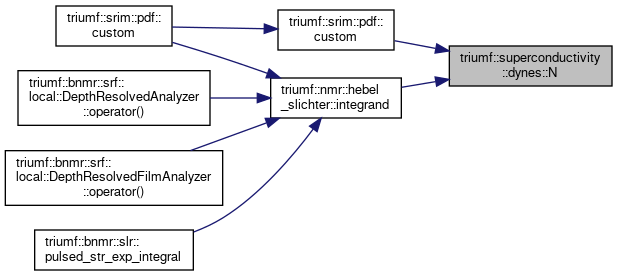 triumf::srim::pdf::
custom
triumf::srim::pdf::
custom
triumf::superconductivity
::dynes::N
triumf::bnmr::srf::
local::DepthResolvedAnalyzer
::operator()
triumf::nmr::hebel
_slichter::integrand
triumf::bnmr::srf::
local::DepthResolvedFilmAnalyzer
::operator()
triumf::bnmr::slr::
pulsed_str_exp_integral